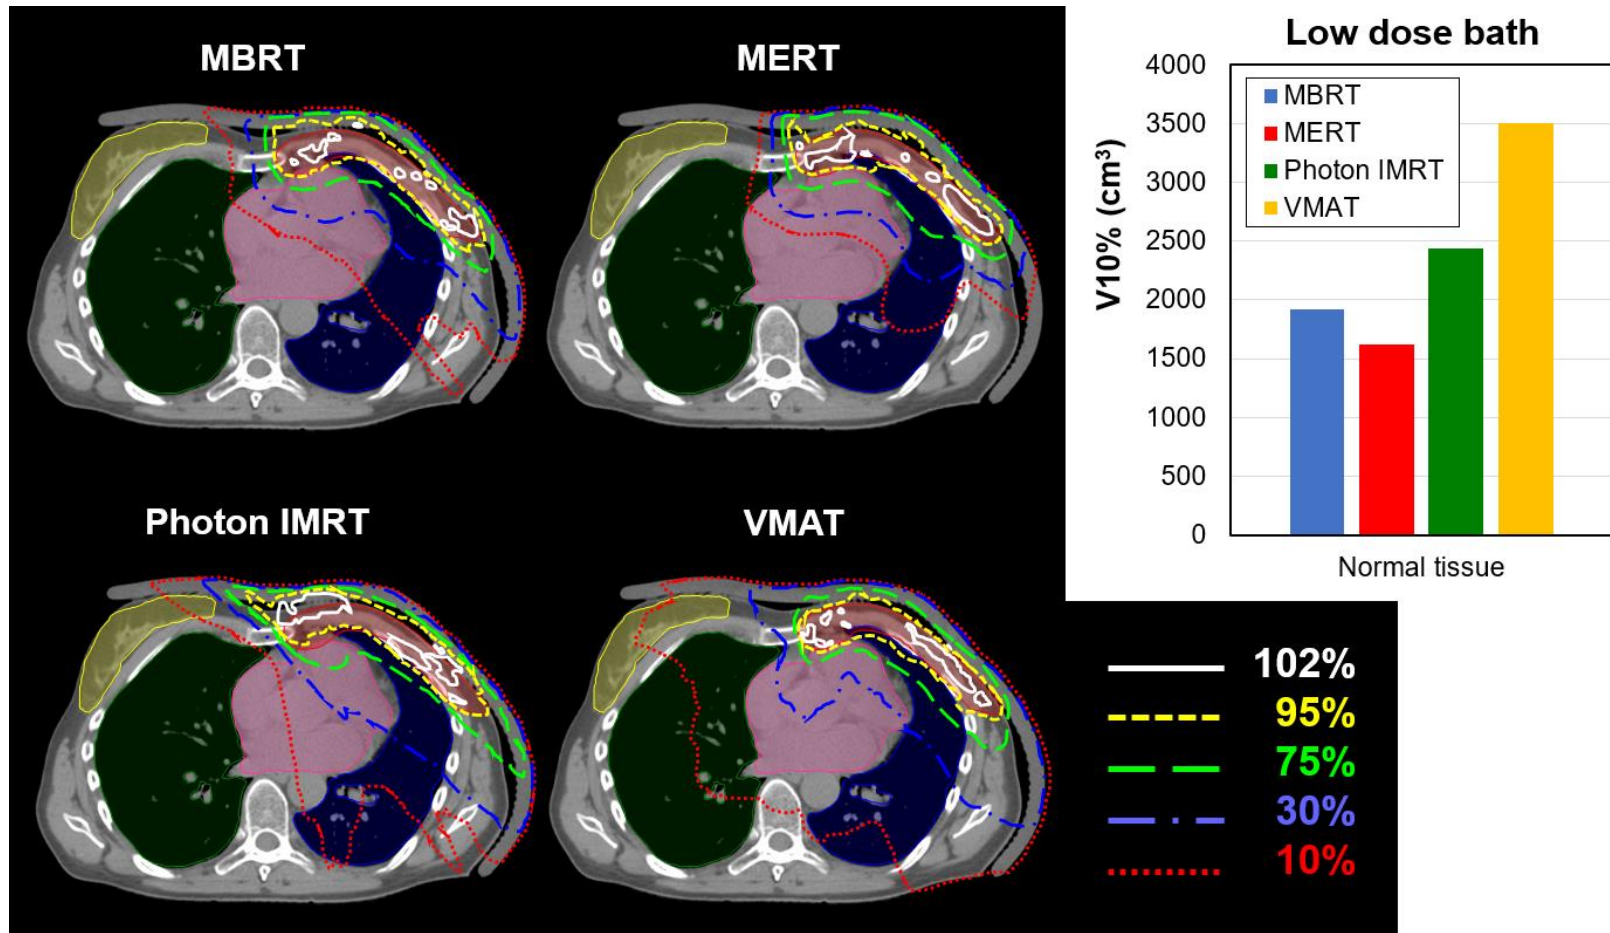 MBRT
MERT
Photon IMRT
VMAT
Low dose bath
V10% (cm³)
4000
3500
3000
2500
2000
1500
1000
500
0
MBRT
MERT
Photon IMRT
VMAT
Normal tissue
102%
95%
75%
30%
10%